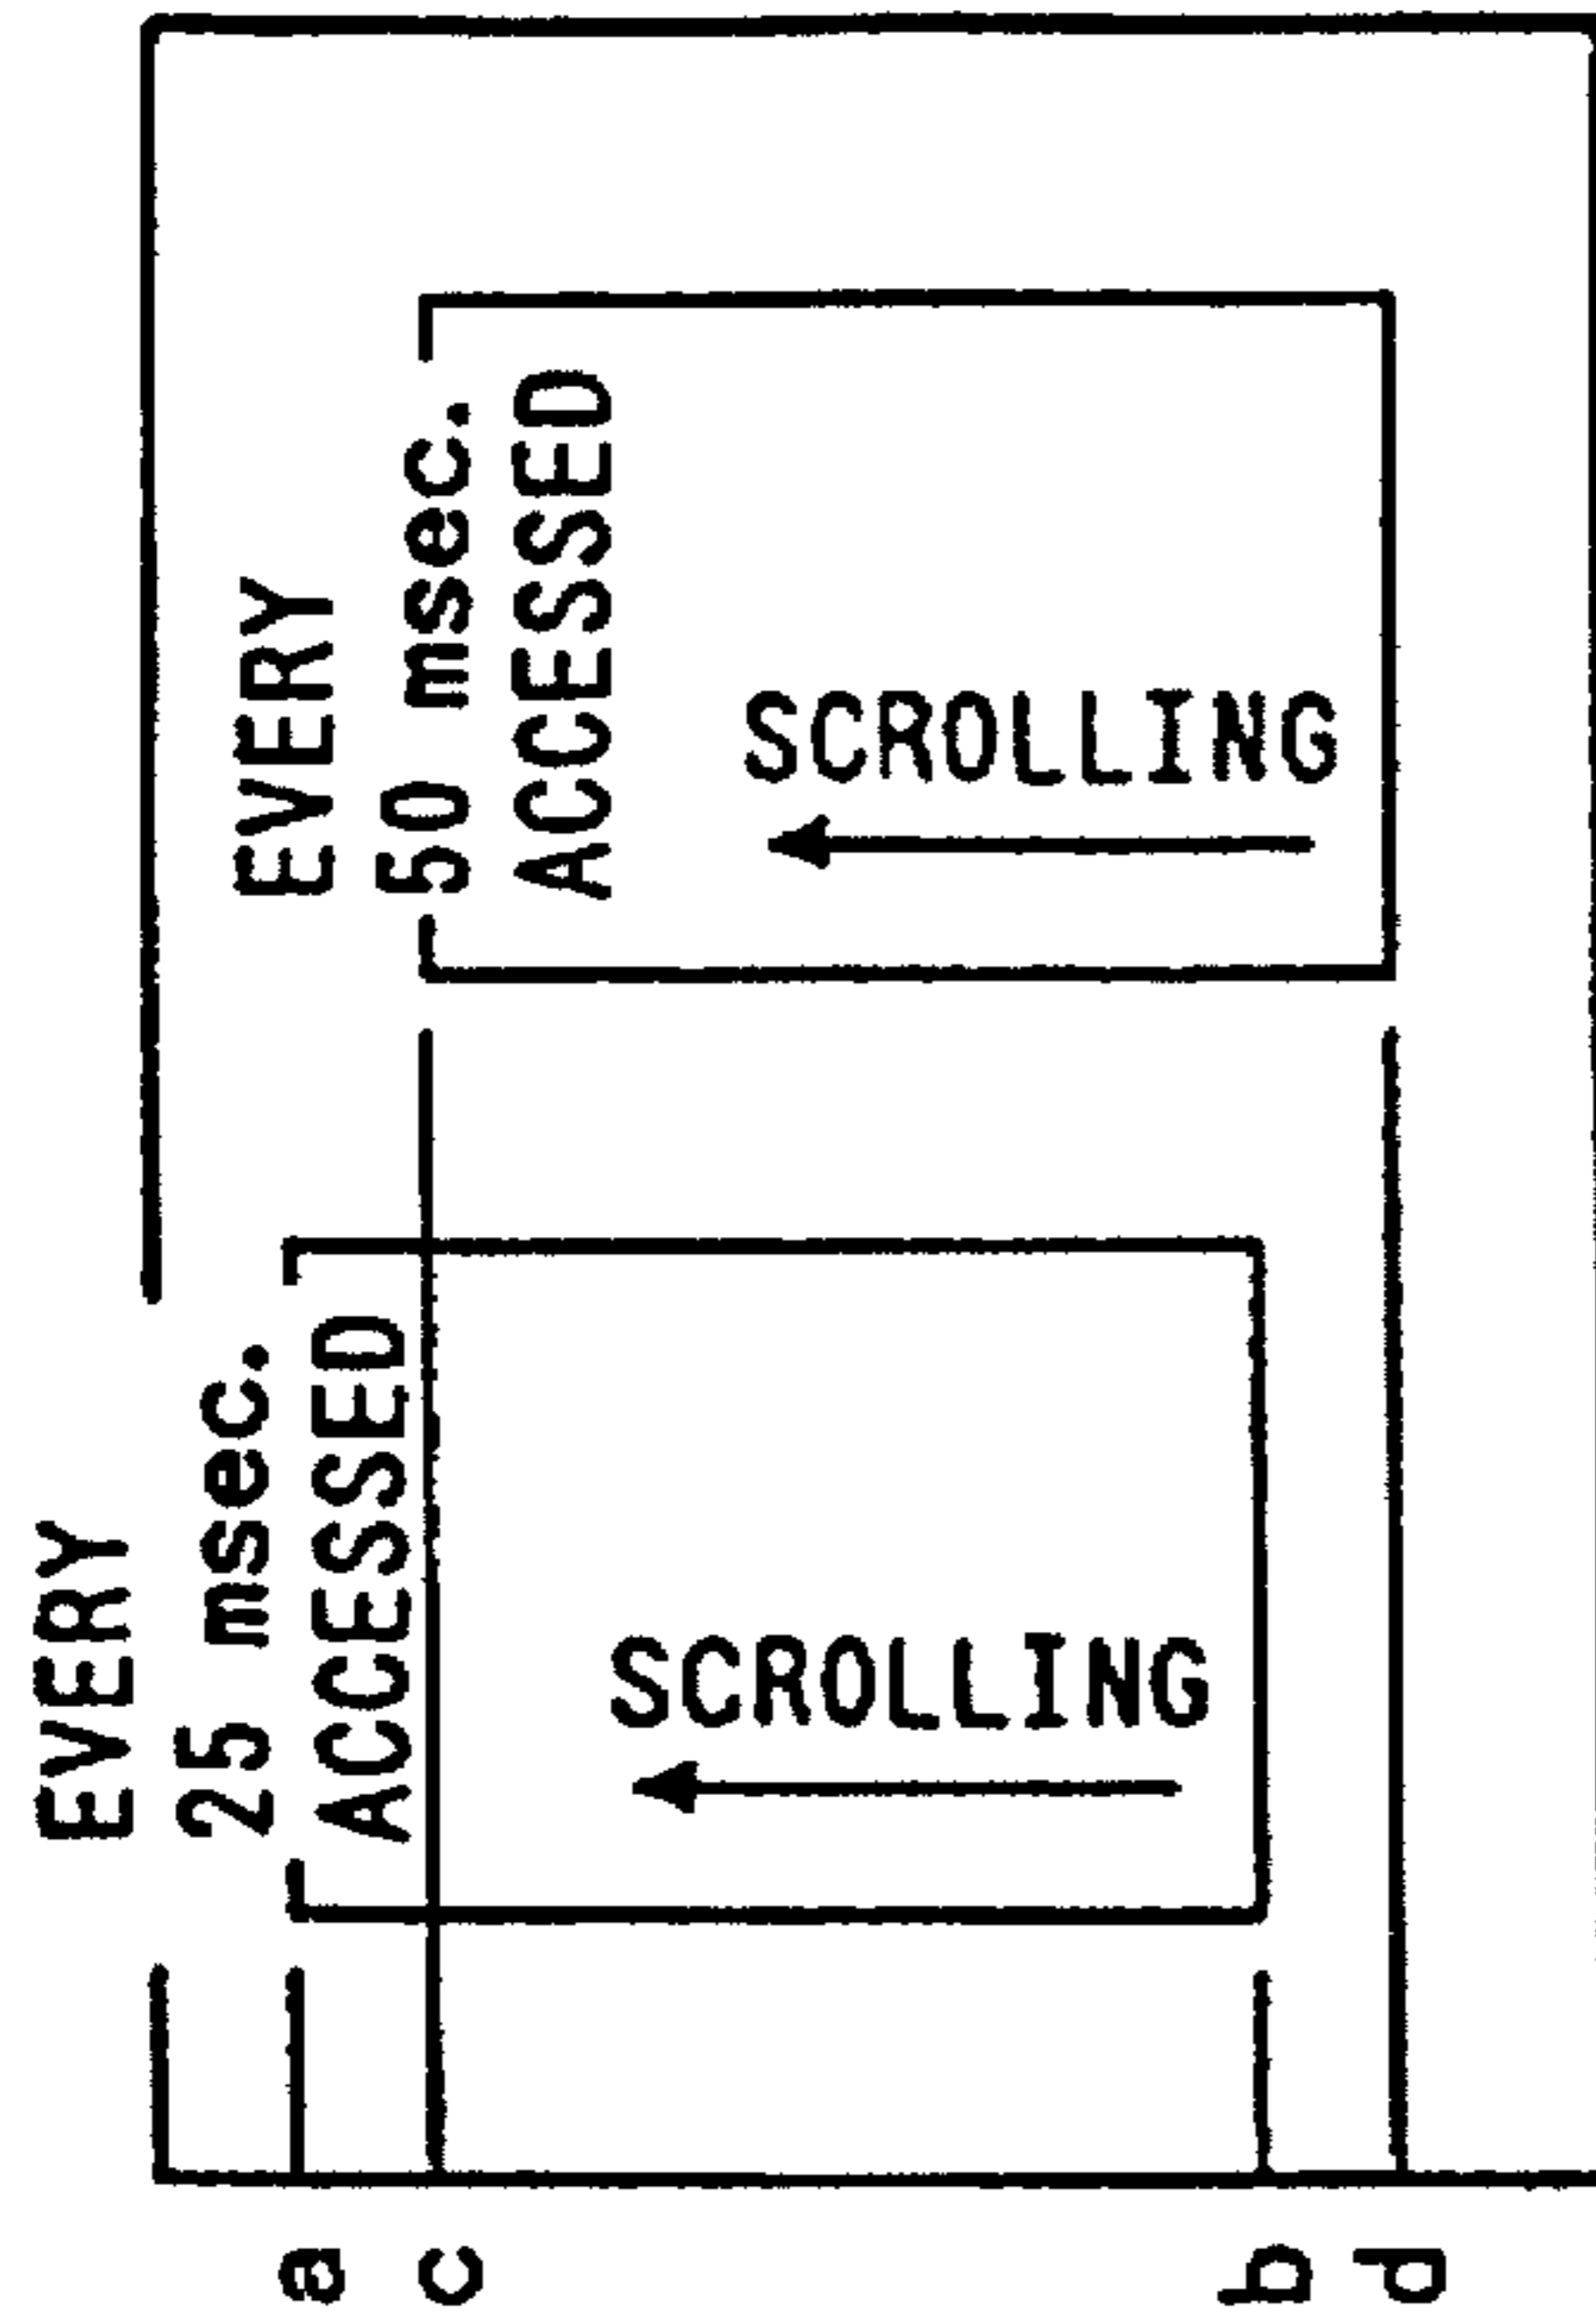 EVERY
25 msec.
ACCESSED
SCROLLING
EVERY
50 msec.
ACCESSED
SCROLLING
a
c
b
d